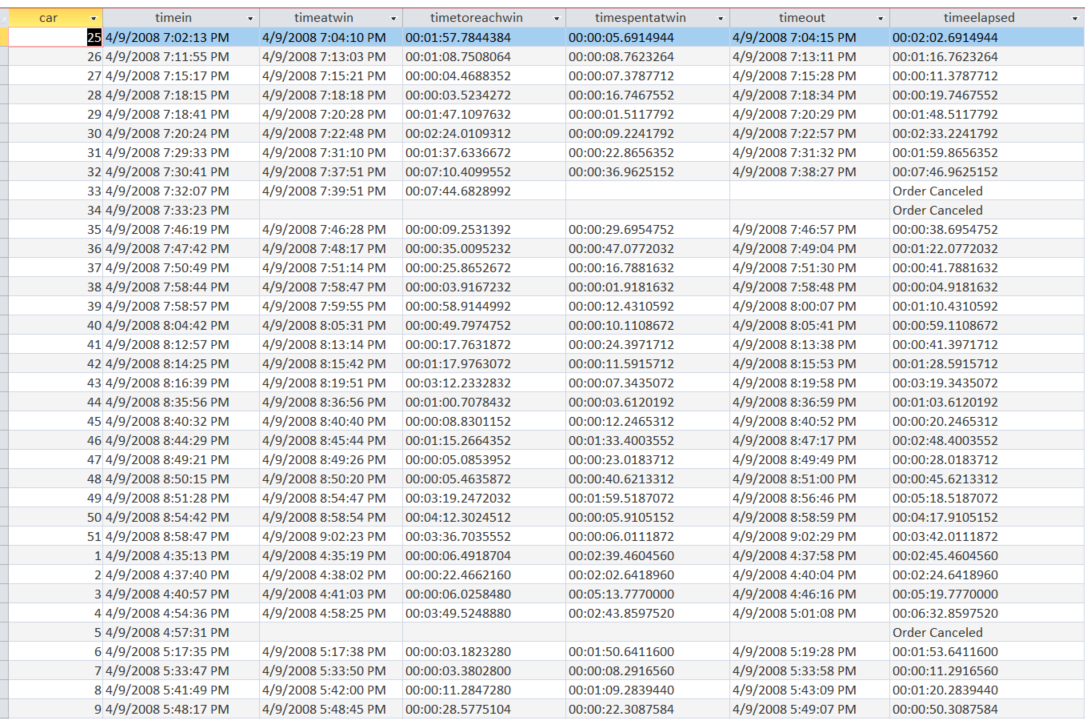 car timein timeatwin timetoreachwin timespentatwin timeout timeelapsed
25 4/9/2008 7:02:13 PM 4/9/2008 7:04:10 PM 00:01:57.7844384 00:00:05.6914944 4/9/2008 7:04:15 PM 00:02:02.6914944
26 4/9/2008 7:11:55 PM 4/9/2008 7:13:03 PM 00:01:08.7508064 00:00:08.7623264 4/9/2008 7:13:11 PM 00:01:16.7623264
27 4/9/2008 7:15:17 PM 4/9/2008 7:15:21 PM 00:00:04.4688352 00:00:07.3787712 4/9/2008 7:15:28 PM 00:00:11.3787712
28 4/9/2008 7:18:15 PM 4/9/2008 7:18:18 PM 00:00:03.5234272 00:00:16.7467552 4/9/2008 7:18:34 PM 00:00:19.7467552
29 4/9/2008 7:18:41 PM 4/9/2008 7:20:28 PM 00:01:47.1097632 00:00:01.5117792 4/9/2008 7:20:29 PM 00:01:48.5117792
30 4/9/2008 7:20:24 PM 4/9/2008 7:22:48 PM 00:02:24.0109312 00:00:09.2241792 4/9/2008 7:22:57 PM 00:02:33.2241792
31 4/9/2008 7:29:33 PM 4/9/2008 7:31:10 PM 00:01:37.6336672 00:00:22.8656352 4/9/2008 7:31:32 PM 00:01:59.8656352
32 4/9/2008 7:30:41 PM 4/9/2008 7:37:51 PM 00:07:10.4099552 00:00:36.9625152 4/9/2008 7:38:27 PM 00:07:46.9625152
33 4/9/2008 7:32:07 PM 4/9/2008 7:39:51 PM 00:07:44.6828992 Order Canceled
34 4/9/2008 7:33:23 PM Order Canceled
35 4/9/2008 7:46:19 PM 4/9/2008 7:46:28 PM 00:00:09.2531392 00:00:29.6954752 4/9/2008 7:46:57 PM 00:00:38.6954752
36 4/9/2008 7:47:42 PM 4/9/2008 7:48:17 PM 00:00:35.0095232 00:00:47.0772032 4/9/2008 7:49:04 PM 00:01:22.0772032
37 4/9/2008 7:50:49 PM 4/9/2008 7:51:14 PM 00:00:25.8652672 00:00:16.7881632 4/9/2008 7:51:30 PM 00:00:41.7881632
38 4/9/2008 7:58:44 PM 4/9/2008 7:58:47 PM 00:00:03.9167232 00:00:01.9181632 4/9/2008 7:58:48 PM 00:00:04.9181632
39 4/9/2008 7:58:57 PM 4/9/2008 7:59:55 PM 00:00:58.9144992 00:00:12.4310592 4/9/2008 8:00:07 PM 00:01:10.4310592
40 4/9/2008 8:04:42 PM 4/9/2008 8:05:31 PM 00:00:49.7974752 00:00:10.1108672 4/9/2008 8:05:41 PM 00:00:59.1108672
41 4/9/2008 8:12:57 PM 4/9/2008 8:13:14 PM 00:00:17.7631872 00:00:24.3971712 4/9/2008 8:13:38 PM 00:00:41.3971712
42 4/9/2008 8:14:25 PM 4/9/2008 8:15:42 PM 00:01:17.9763072 00:00:11.5915712 4/9/2008 8:15:53 PM 00:01:28.5915712
43 4/9/2008 8:16:39 PM 4/9/2008 8:19:51 PM 00:03:12.2332832 00:00:07.3435072 4/9/2008 8:19:58 PM 00:03:19.3435072
44 4/9/2008 8:35:56 PM 4/9/2008 8:36:56 PM 00:01:00.7078432 00:00:03.6120192 4/9/2008 8:36:59 PM 00:01:03.6120192
45 4/9/2008 8:40:32 PM 4/9/2008 8:40:40 PM 00:00:08.8301152 00:00:12.2465312 4/9/2008 8:40:52 PM 00:00:20.2465312
46 4/9/2008 8:44:29 PM 4/9/2008 8:45:44 PM 00:01:15.2664352 00:01:33.4003552 4/9/2008 8:47:17 PM 00:02:48.4003552
47 4/9/2008 8:49:21 PM 4/9/2008 8:49:26 PM 00:00:05.0853952 00:00:23.0183712 4/9/2008 8:49:49 PM 00:00:28.0183712
48 4/9/2008 8:50:15 PM 4/9/2008 8:50:20 PM 00:00:05.4635872 00:00:40.6213312 4/9/2008 8:51:00 PM 00:00:45.6213312
49 4/9/2008 8:51:28 PM 4/9/2008 8:54:47 PM 00:03:19.2472032 00:01:59.5187072 4/9/2008 8:56:46 PM 00:05:18.5187072
50 4/9/2008 8:54:42 PM 4/9/2008 8:58:54 PM 00:04:12.3024512 00:00:05.9105152 4/9/2008 8:58:59 PM 00:04:17.9105152
51 4/9/2008 8:58:47 PM 4/9/2008 9:02:23 PM 00:03:36.7035552 00:00:06.0111872 4/9/2008 9:02:29 PM 00:03:42.0111872
1 4/9/2008 4:35:13 PM 4/9/2008 4:35:19 PM 00:00:06.4918704 00:02:39.4604560 4/9/2008 4:37:58 PM 00:02:45.4604560
2 4/9/2008 4:37:40 PM 4/9/2008 4:38:02 PM 00:00:22.4662160 00:02:02.6418960 4/9/2008 4:40:04 PM 00:02:24.6418960
3 4/9/2008 4:40:57 PM 4/9/2008 4:41:03 PM 00:00:06.0258480 00:05:13.7770000 4/9/2008 4:46:16 PM 00:05:19.7770000
4 4/9/2008 4:54:36 PM 4/9/2008 4:58:25 PM 00:03:49.5248880 00:02:43.8597520 4/9/2008 5:01:08 PM 00:06:32.8597520
5 4/9/2008 4:57:31 PM Order Canceled
6 4/9/2008 5:17:35 PM 4/9/2008 5:17:38 PM 00:00:03.1823280 00:01:50.6411600 4/9/2008 5:19:28 PM 00:01:53.6411600
7 4/9/2008 5:33:47 PM 4/9/2008 5:33:50 PM 00:00:03.3802800 00:00:08.2916560 4/9/2008 5:33:58 PM 00:00:11.2916560
8 4/9/2008 5:41:49 PM 4/9/2008 5:42:00 PM 00:00:11.2847280 00:01:09.2839440 4/9/2008 5:43:09 PM 00:01:20.2839440
9 4/9/2008 5:48:17 PM 4/9/2008 5:48:45 PM 00:00:28.5775104 00:00:22.3087584 4/9/2008 5:49:07 PM 00:00:50.3087584